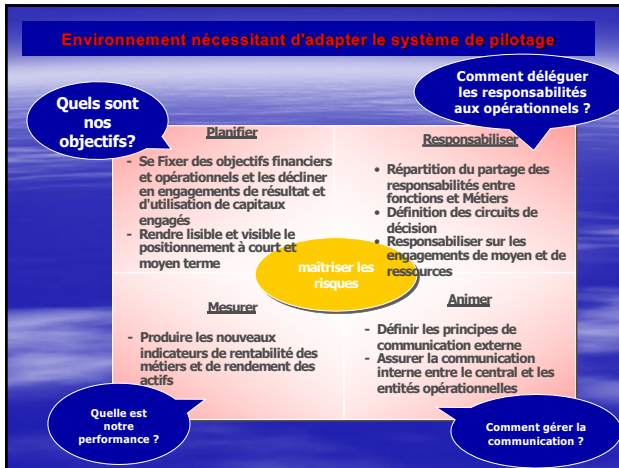 Environnement nécessitant d'adapter le système de pilotage
Quels sont
nos
objectifs?
Comment déléguer
les responsabilités
aux opérationnels ?
Planifier
- Se Fixer des objectifs financiers
et opérationnels et les décliner
en engagements de résultat et
d'utilisation de capitaux
engagés
- Rendre lisible et visible le
positionnement à court et
moyen terme
Responsabiliser
• Répartition du partage des
responsabilités entre
fonctions et Métiers
• Définition des circuits de
décision
• Responsabiliser sur les
engagements de moyen et de
ressources
maîtriser les
risques
Mesurer
- Produire les nouveaux
indicateurs de rentabilité des
métiers et de rendement des
actifs
Animer
- Définir les principes de
communication externe
- Assurer la communication
interne entre le central et les
entités opérationnelles
Quelle est
notre
performance ?
Comment gérer la
communication ?